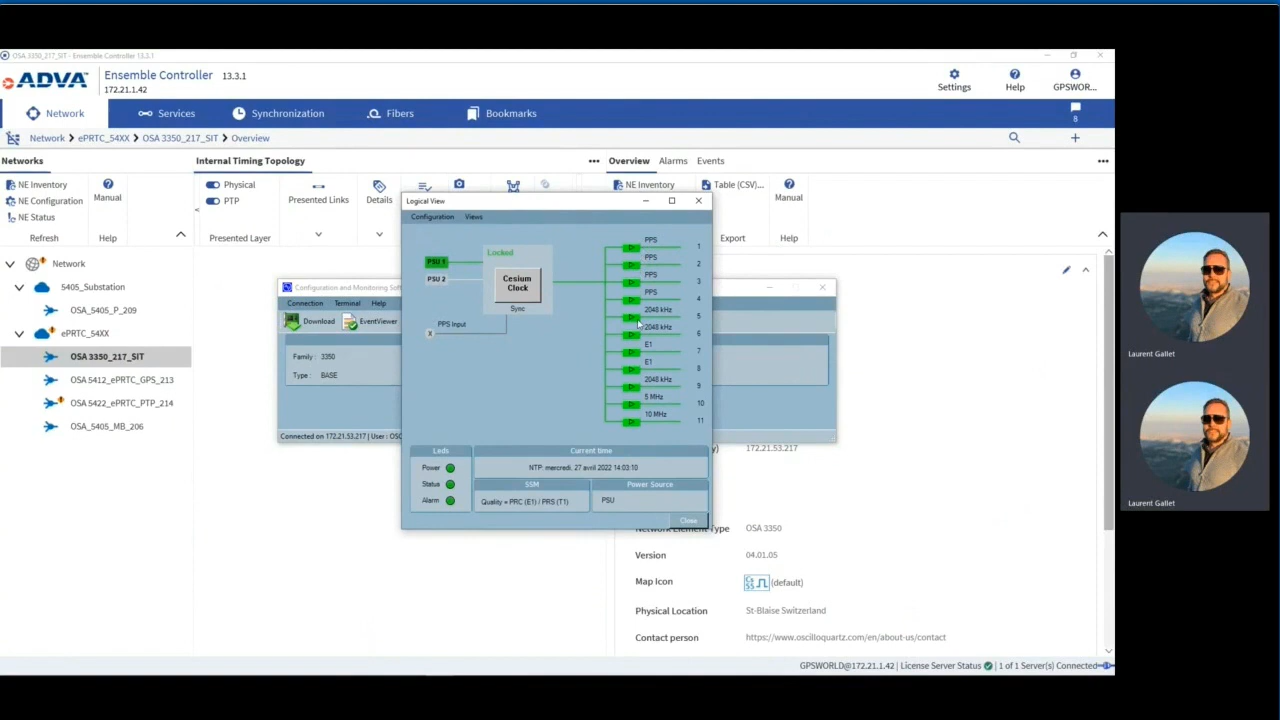 OSA 3350_217_SIT - Ensemble Controller 13.3.1
ADVA
Ensemble Controller 13.3.1
172.21.1.42
Settings
Help
GPSWOR...
Network
Services
Synchronization
Fibers
Bookmarks
8
Network
ePRTC_54XX
OSA 3350_217_SIT
Overview
Networks
Internal Timing Topology
Overview
Alarms
Events
NE Inventory
NE Configuration
NE Status
Refresh
Manual
Help
Physical
PTP
Presented Layer
Presented Links
Details
NE Inventory
Table (CSV)...
Export
Manual
Help
Network
5405_Substation
OSA_5405_P_209
ePRTC_54XX
OSA 3350_217_SIT
OSA 5412_ePRTC_GPS_213
OSA 5422_ePRTC_PTP_214
OSA_5405_MB_206
Configuration and Monitoring Soft
Connection Terminal Help
Download
EventViewer
Family : 3350
Type : BASE
Connected on 172.21.53.217 | User : OSC
Logical View
Configuration Views
PSU 1
PSU 2
Locked
Cesium
Clock
Sync
PPS Input
X
PPS 1
PPS 2
PPS 3
PPS 4
2048 kHz 5
2048 kHz 6
E1 7
E1 8
2048 kHz 9
5 MHz 10
10 MHz 11
Leds
Power
Status
Alarm
Current time
NTP: mercredi, 27 avril 2022 14:03:10
SSM
Quality = PRC (E1) / PRS (T1)
Power Source
PSU
Close
172.21.53.217
Network Element Type OSA 3350
Version 04.01.05
Map Icon (default)
Physical Location St-Blaise Switzerland
Contact person https://www.oscilloquartz.com/en/about-us/contact
GPSWORLD@172.21.1.42 | License Server Status | 1 of 1 Server(s) Connected
Laurent Gallet
Laurent Gallet